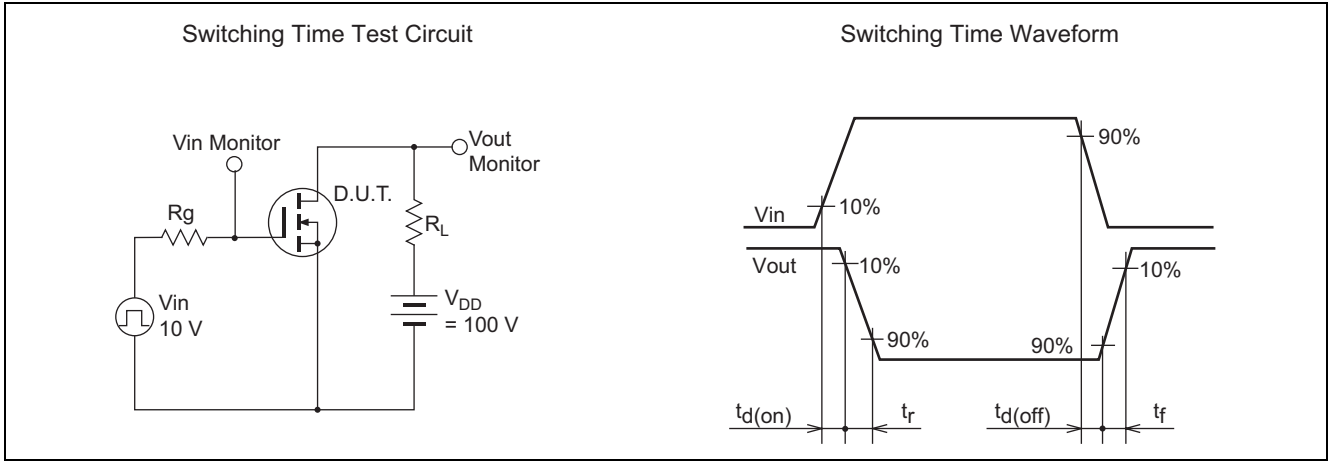 Switching Time Test Circuit
Vin Monitor
Vout
Monitor
D.U.T.
Rg
RL
Vin
10 V
VDD
= 100 V
Switching Time Waveform
90%
Vin
10%
Vout
10%
90%
90%
10%
td(on)
tr
td(off)
tf